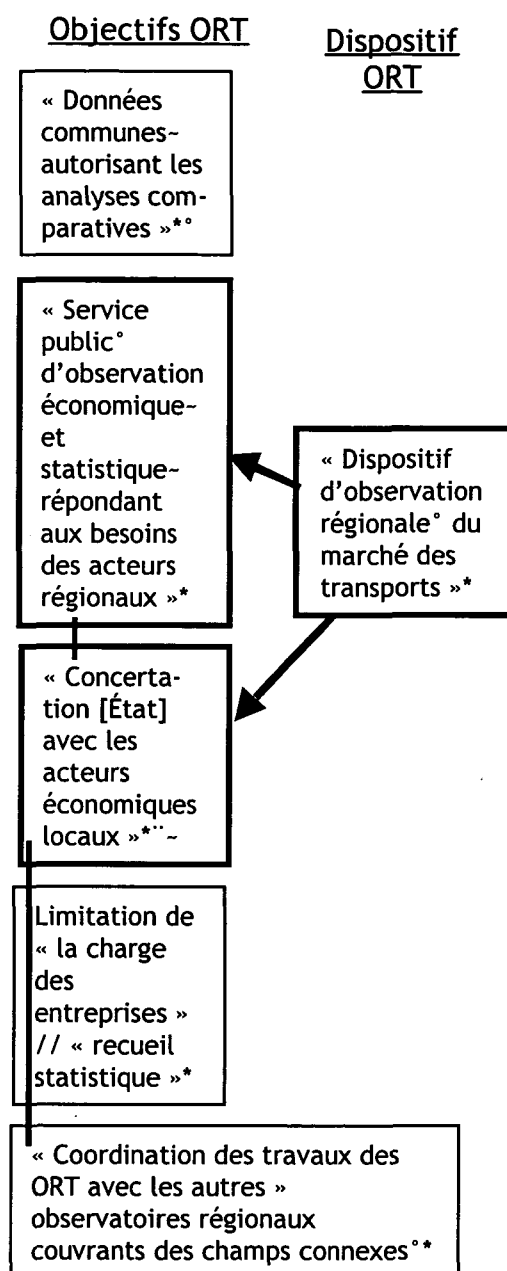 Objectifs ORT
Dispositif
ORT
« Données
communes~
autorisant les
analyses com-
paratives »*°
« Service
public°
d'observation
économique~
et
statistique~
répondant
aux besoins
des acteurs
régionaux »*
« Dispositif
d'observation
régionale° du
marché des
transports »*
« Concerta-
tion [État]
avec les
acteurs
économiques
locaux »*¨~
Limitation de
« la charge
des
entreprises »
// « recueil
statistique »*
« Coordination des travaux des
ORT avec les autres »
observatoires régionaux
couvrants des champs connexes°*